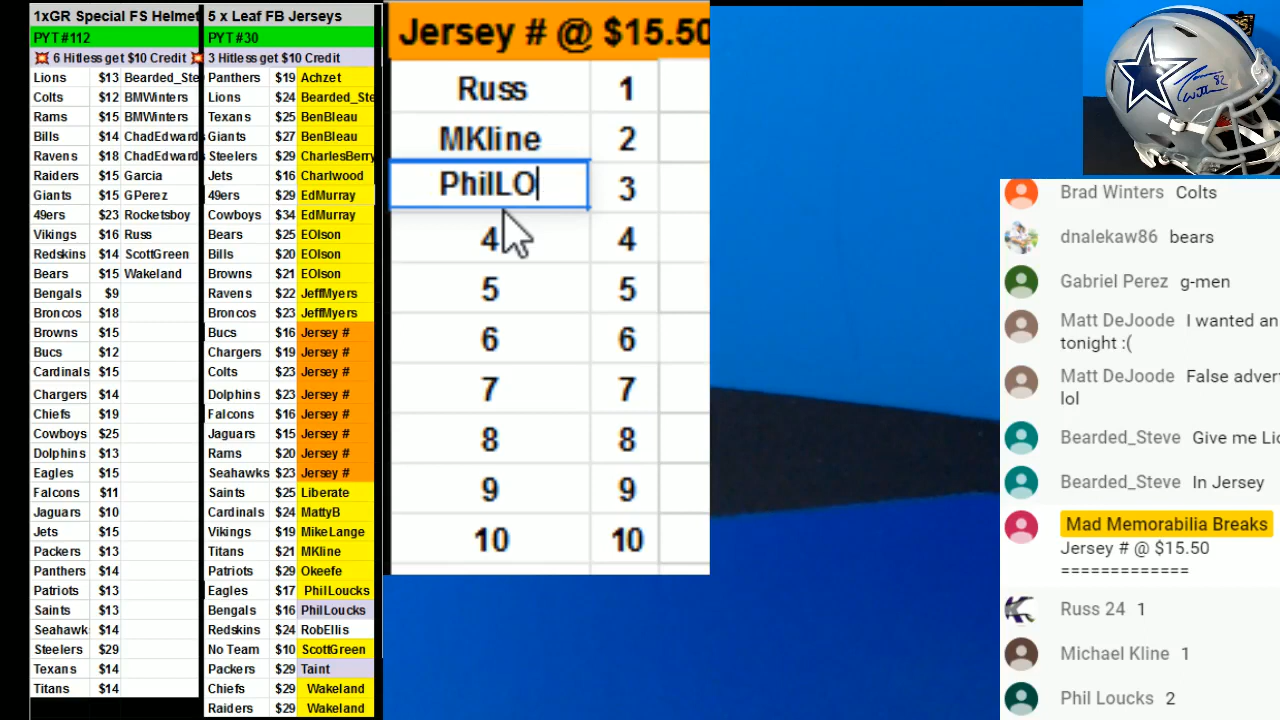 1xGR Special FS Helmet
PYT#112
💥 6 Hitless get $10 Credit 💥
Lions $13 Bearded_Ste
Colts $12 BMWinters
Rams $15 BMWinters
Bills $14 ChadEdwards
Ravens $18 ChadEdwards
Raiders $15 Garcia
Giants $15 GPerez
49ers $23 Rocketsboy
Vikings $16 Russ
Redskins $14 ScottGreen
Bears $15 Wakeland
Bengals $9
Broncos $18
Browns $15
Bucs $12
Cardinals $15
Chargers $14
Chiefs $19
Cowboys $25
Dolphins $13
Eagles $15
Falcons $11
Jaguars $10
Jets $15
Packers $13
Panthers $14
Patriots $13
Saints $13
Seahawk $14
Steelers $29
Texans $14
Titans $14
5 x Leaf FB Jerseys
PYT#30
3 Hitless get $10 Credit
Panthers $19 Achzet
Lions $24 Bearded_Ste
Texans $25 BenBleau
Giants $27 BenBleau
Steelers $29 CharlesBerry
Jets $16 Charlwood
49ers $29 EdMurray
Cowboys $34 EdMurray
Bears $25 EOlson
Bills $20 EOlson
Browns $21 EOlson
Ravens $22 JeffMyers
Broncos $23 JeffMyers
Bucs $16 Jersey #
Chargers $19 Jersey #
Colts $23 Jersey #
Dolphins $23 Jersey #
Falcons $16 Jersey #
Jaguars $15 Jersey #
Rams $20 Jersey #
Seahawks $23 Jersey #
Saints $25 Liberate
Cardinals $24 MattyB
Vikings $19 MikeLange
Titans $21 MKline
Patriots $29 Okeefe
Eagles $17 PhilLoucks
Bengals $16 PhilLoucks
Redskins $24 RobEllis
No Team $10 ScottGreen
Packers $29 Taint
Chiefs $29 Wakeland
Raiders $29 Wakeland
Jersey # @ $15.50
Russ 1
MKline 2
PhilLO 3
4 4
5 5
6 6
7 7
8 8
9 9
10 10
Brad Winters Colts
dnalekaw86 bears
Gabriel Perez g-men
Matt DeJoode I wanted an
tonight :(
Matt DeJoode False adver
lol
Bearded_Steve Give me Lio
Bearded_Steve In Jersey
Mad Memorabilia Breaks
Jersey # @ $15.50
=============
Russ 24 1
Michael Kline 1
Phil Loucks 2